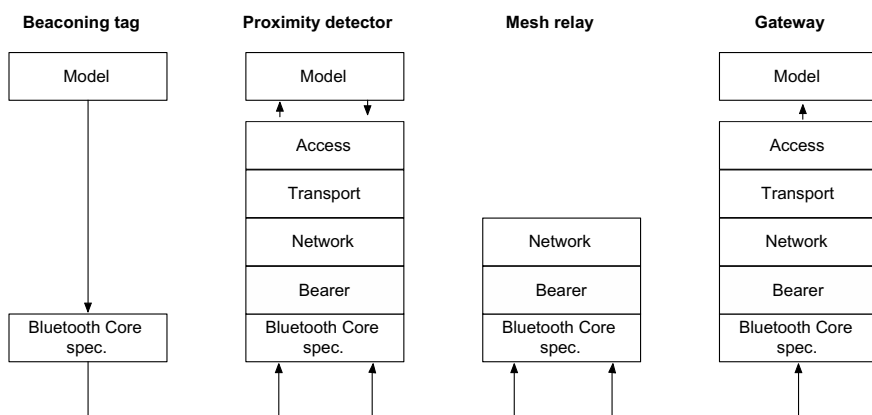 Beaconing tag
Proximity detector
Mesh relay
Gateway
Model
Model
Model
Access
Access
Transport
Transport
Network
Network
Network
Bearer
Bearer
Bearer
Bluetooth Core
spec.
Bluetooth Core
spec.
Bluetooth Core
spec.
Bluetooth Core
spec.